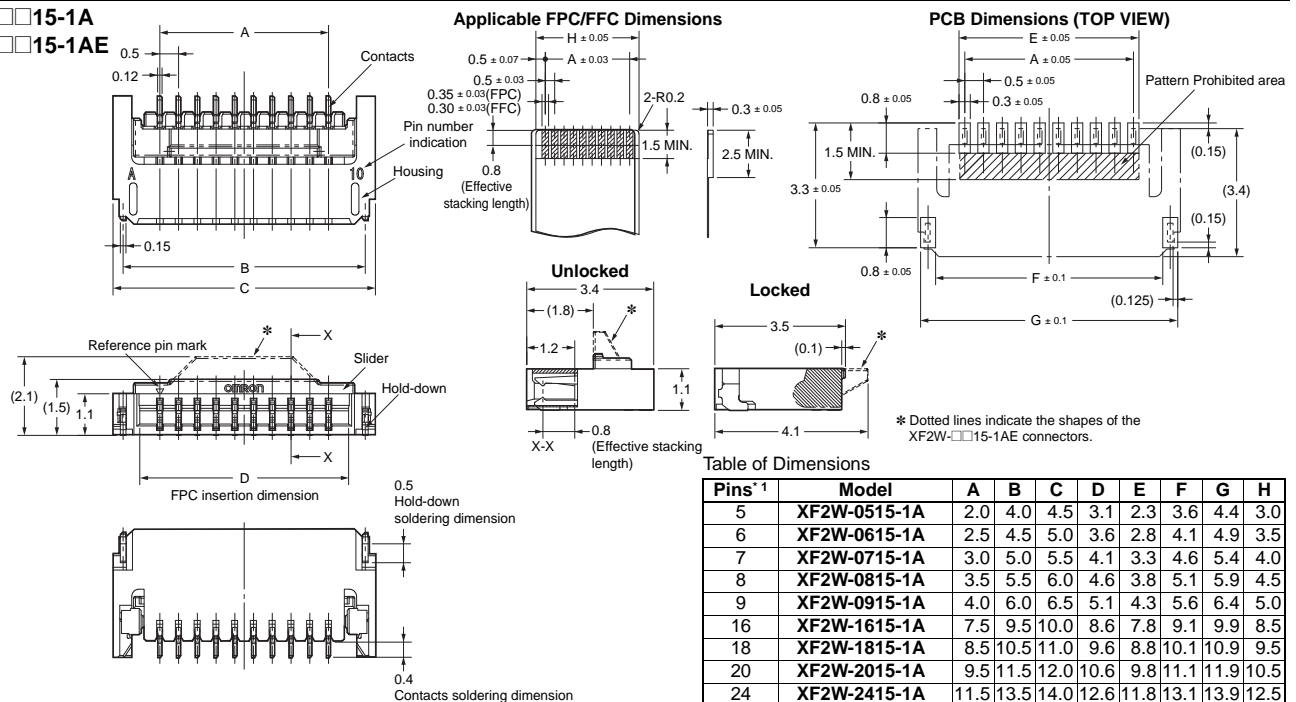 □□15-1A
□□15-1AE
A
0.5
0.12
Contacts
Pin number
indication
Housing
A
10
0.15
B
C
Applicable FPC/FFC Dimensions
H ± 0.05
0.5 ± 0.07
A ± 0.03
0.5 ± 0.03
0.35 ± 0.03(FPC)
0.30 ± 0.03(FFC)
2-R0.2
0.3 ± 0.05
1.5 MIN.
2.5 MIN.
0.8
(Effective
stacking length)
PCB Dimensions (TOP VIEW)
E ± 0.05
A ± 0.05
0.5 ± 0.05
0.3 ± 0.05
Pattern Prohibited area
0.8 ± 0.05
1.5 MIN.
(0.15)
3.3 ± 0.05
(3.4)
(0.15)
0.8 ± 0.05
F ± 0.1
(0.125)
G ± 0.1
Unlocked
3.4
(1.8)
*
1.2
1.1
X-X
0.8
(Effective stacking
length)
Locked
3.5
(0.1)
*
4.1
* Dotted lines indicate the shapes of the
XF2W-□□15-1AE connectors.
*
X
Reference pin mark
Slider
OMRON
Hold-down
(2.1)
(1.5)
1.1
X
D
FPC insertion dimension
0.5
Hold-down
soldering dimension
0.4
Contacts soldering dimension
Table of Dimensions
Pins*1 Model A B C D E F G H
5 XF2W-0515-1A 2.0 4.0 4.5 3.1 2.3 3.6 4.4 3.0
6 XF2W-0615-1A 2.5 4.5 5.0 3.6 2.8 4.1 4.9 3.5
7 XF2W-0715-1A 3.0 5.0 5.5 4.1 3.3 4.6 5.4 4.0
8 XF2W-0815-1A 3.5 5.5 6.0 4.6 3.8 5.1 5.9 4.5
9 XF2W-0915-1A 4.0 6.0 6.5 5.1 4.3 5.6 6.4 5.0
16 XF2W-1615-1A 7.5 9.5 10.0 8.6 7.8 9.1 9.9 8.5
18 XF2W-1815-1A 8.5 10.5 11.0 9.6 8.8 10.1 10.9 9.5
20 XF2W-2015-1A 9.5 11.5 12.0 10.6 9.8 11.1 11.9 10.5
24 XF2W-2415-1A 11.5 13.5 14.0 12.6 11.8 13.1 13.9 12.5